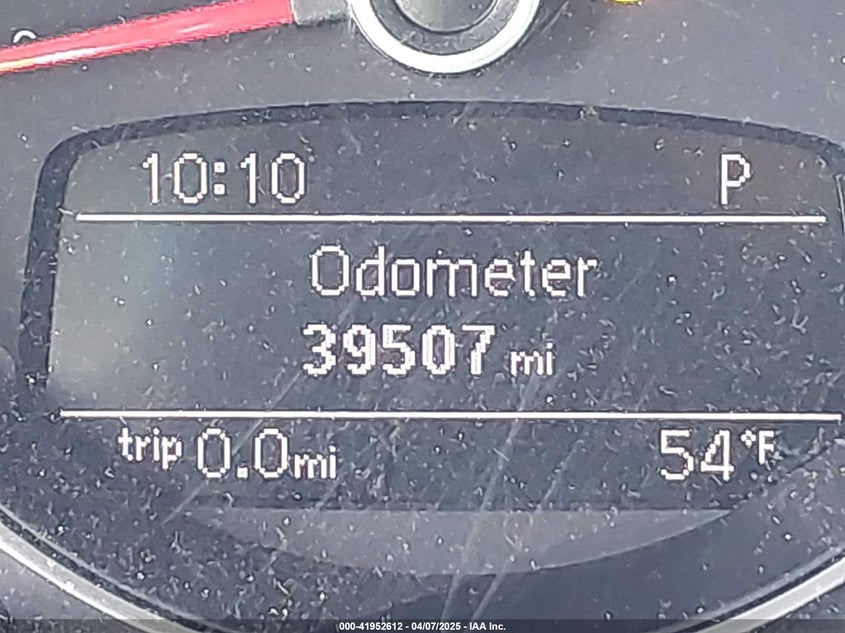 10:10 P
Odometer
39507 mi
trip 0.0mi 54°F
000-41952612 - 04/07/2025 - IAA Inc.